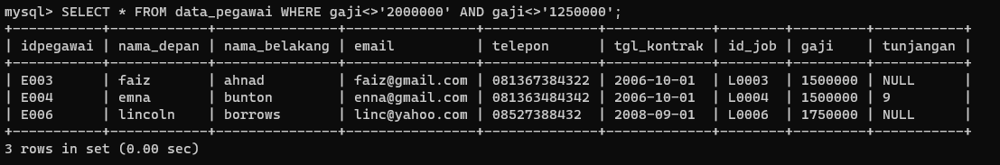 mysql> SELECT * FROM data_pegawai WHERE gaji<>'2000000' AND gaji<>'1250000';
+-----------+------------+---------------+----------------+--------------+-------------+--------+---------+-----------+
| idpegawai | nama_depan | nama_belakang | email          | telepon      | tgl_kontrak | id_job | gaji    | tunjangan |
+-----------+------------+---------------+----------------+--------------+-------------+--------+---------+-----------+
| E003      | faiz       | ahnad         | faiz@gmail.com | 081367384322 | 2006-10-01  | L0003  | 1500000 | NULL      |
| E004      | emna       | bunton        | enna@gmail.com | 081363484342 | 2006-10-01  | L0004  | 1500000 | 9         |
| E006      | lincoln    | borrows       | linc@yahoo.com | 08527388432  | 2008-09-01  | L0006  | 1750000 | NULL      |
+-----------+------------+---------------+----------------+--------------+-------------+--------+---------+-----------+
3 rows in set (0.00 sec)